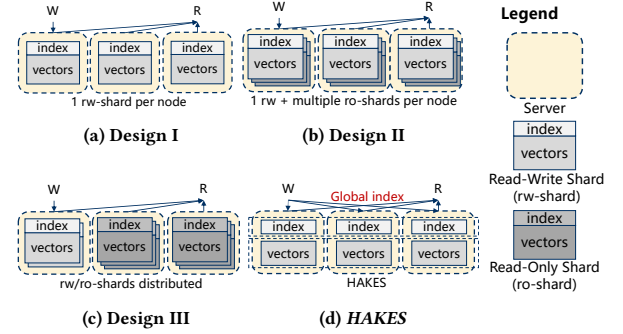 W R
index index index
vectors vectors vectors
1 rw-shard per node
(a) Design I
W R
index index index
vectors vectors vectors
1 rw + multiple ro-shards per node
(b) Design II
Legend
Server
index
vectors
Read-Write Shard
(rw-shard)
index
vectors
Read-Only Shard
(ro-shard)
W R
index index index
vectors vectors vectors
rw/ro-shards distributed
(c) Design III
W R
Global index
index index index
vectors vectors vectors
HAKES
(d) HAKES